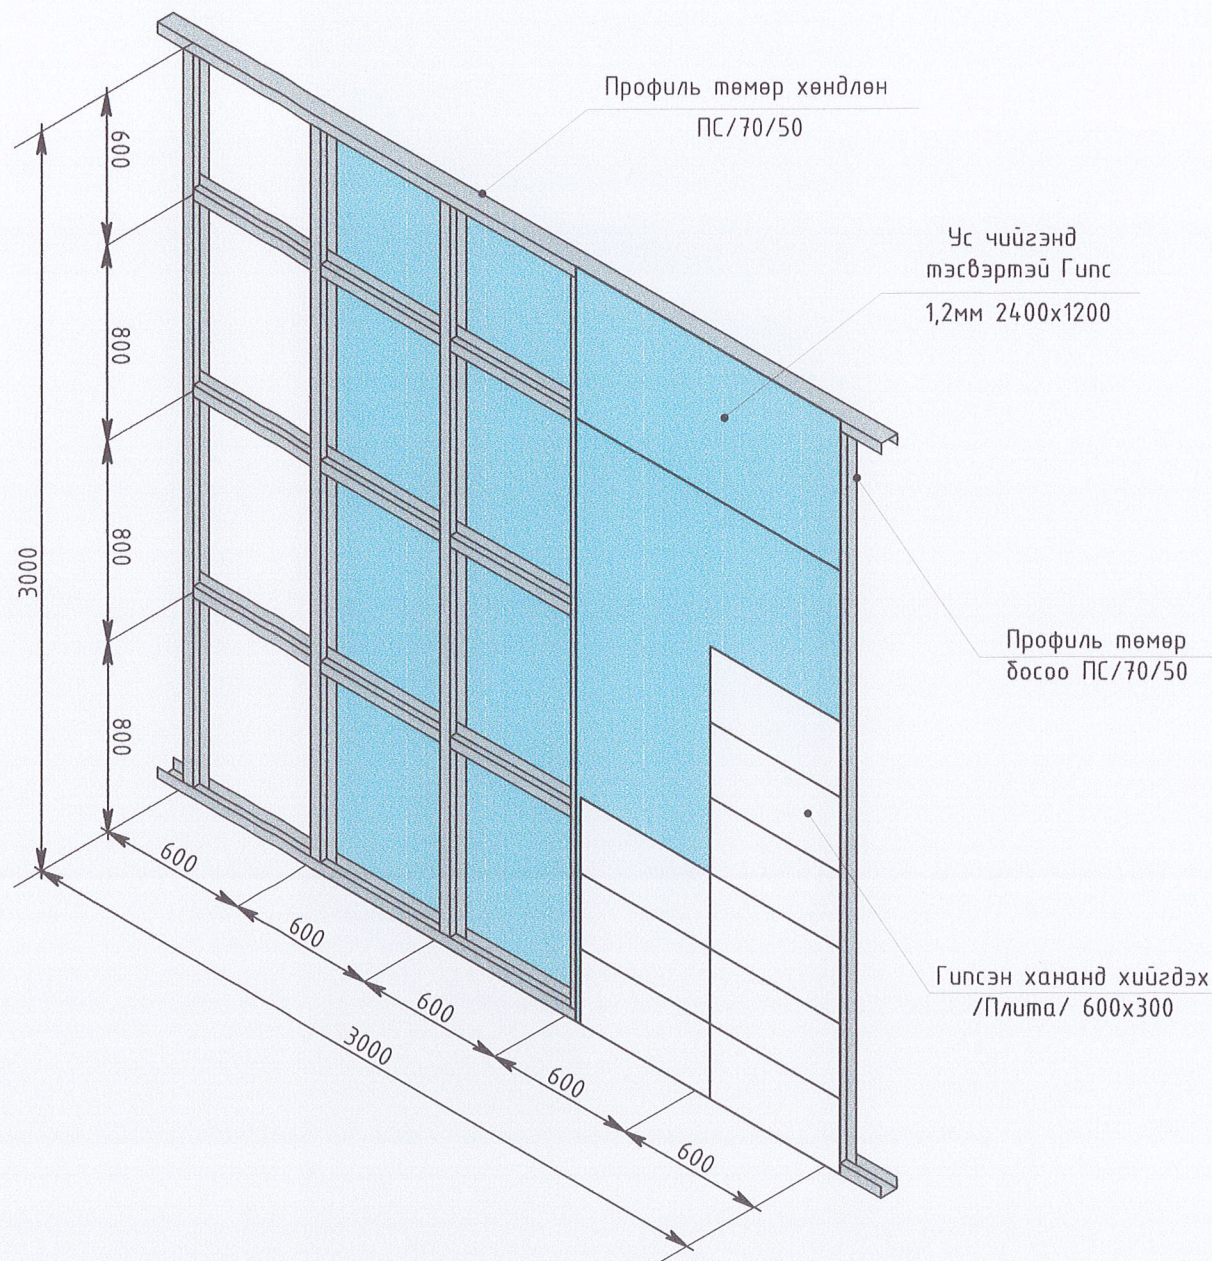 Профиль төмөр хөндлөн
ПС/70/50
Ус чийгэнд
тэсвэртэй Гипс
1,2мм 2400х1200
Профиль төмөр
босоо ПС/70/50
Гипсэн хананд хийгдэх
/Плита/ 600х300
600
800
800
800
3000
600
600
600
600
600
3000